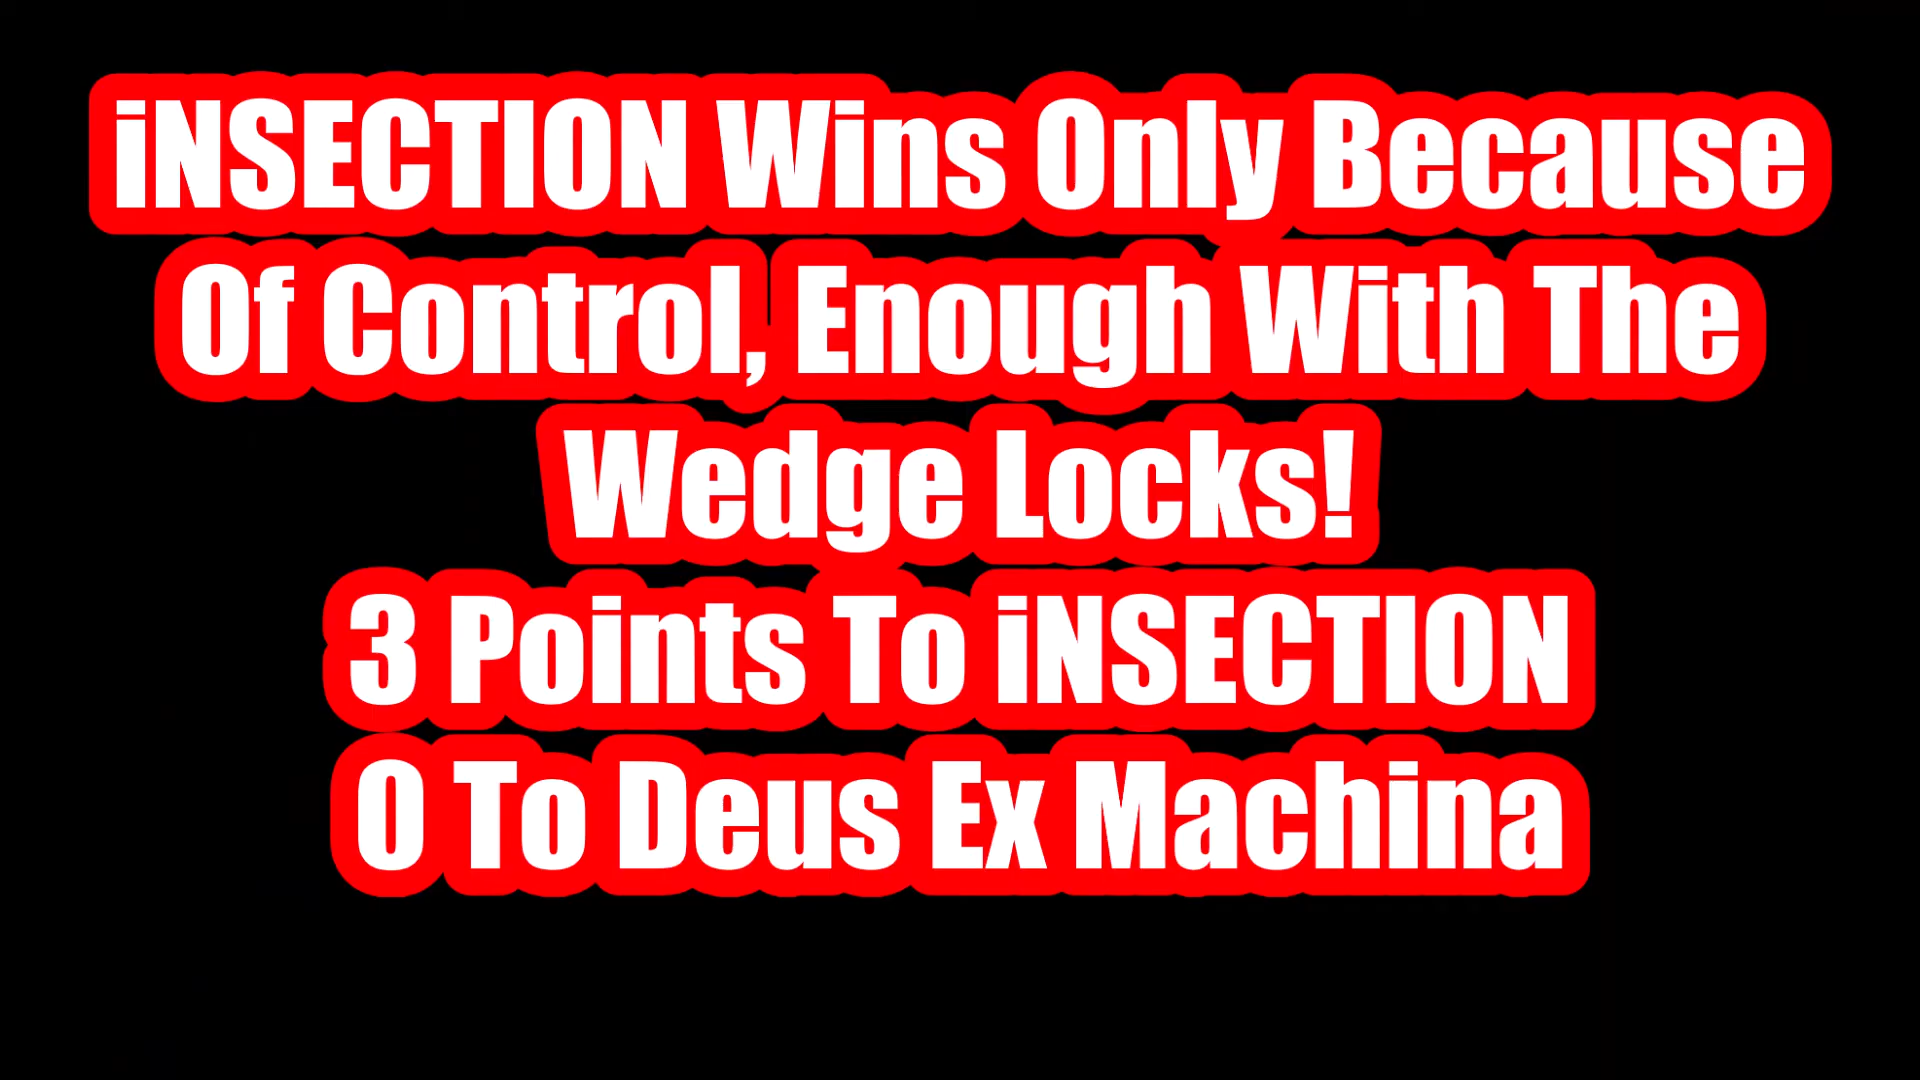 iNSECTION Wins Only Because
Of Control, Enough With The
Wedge Locks!
3 Points To iNSECTION
0 To Deus Ex Machina